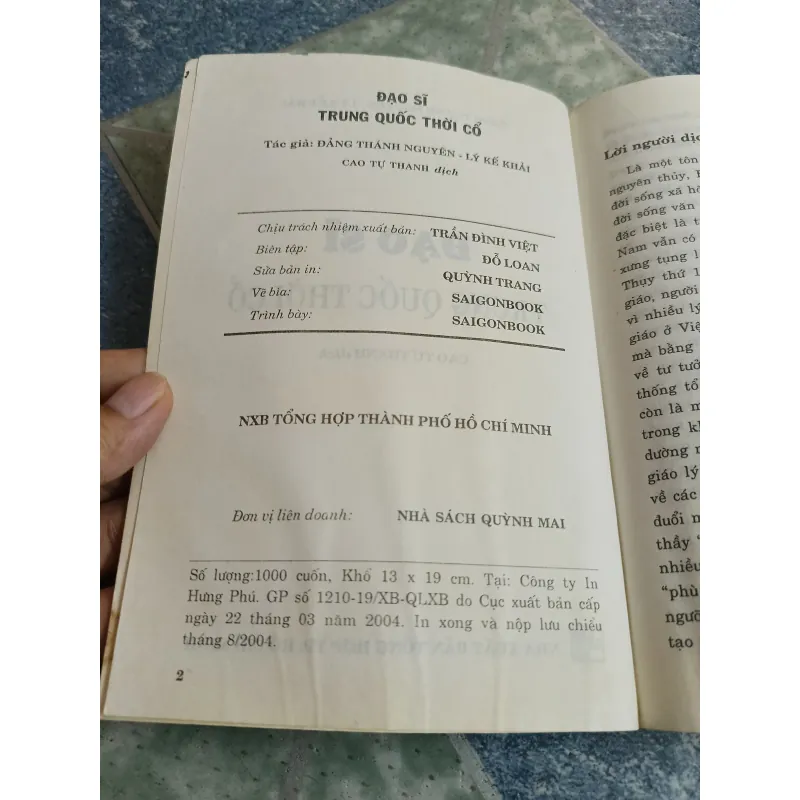 ĐẠO SĨ
TRUNG QUỐC THỜI CỔ
Tác giả: ĐẢNG THÁNH NGUYÊN - LÝ KẾ KHẢI
CAO TỰ THANH dịch
Chịu trách nhiệm xuất bản: TRẦN ĐÌNH VIỆT
Biên tập: ĐỖ LOAN
Sửa bản in: QUỲNH TRANG
Vẽ bìa: SAIGONBOOK
Trình bày: SAIGONBOOK
NXB TỔNG HỢP THÀNH PHỐ HỒ CHÍ MINH
Đơn vị liên doanh: NHÀ SÁCH QUỲNH MAI
Số lượng:1000 cuốn, Khổ 13 x 19 cm. Tại: Công ty In
Hưng Phú. GP số 1210-19/XB-QLXB do Cục xuất bản cấp
ngày 22 tháng 03 năm 2004. In xong và nộp lưu chiểu
tháng 8/2004.
2
Lời người dịc
Là một tôn
nguyên thủy,
đời sống xã hộ
đời sống văn
đặc biệt là t
Nam vẫn có
xưng tụng l
Thụy thứ 1
giáo, người
vì nhiều lý
giáo ở Việ
mà bằng
về tư tưở
thống tổ
còn là m
trong kh
dường n
giáo lý
về các
đuổi n
thầy "
nhiều
"phù
ngườ
tạo